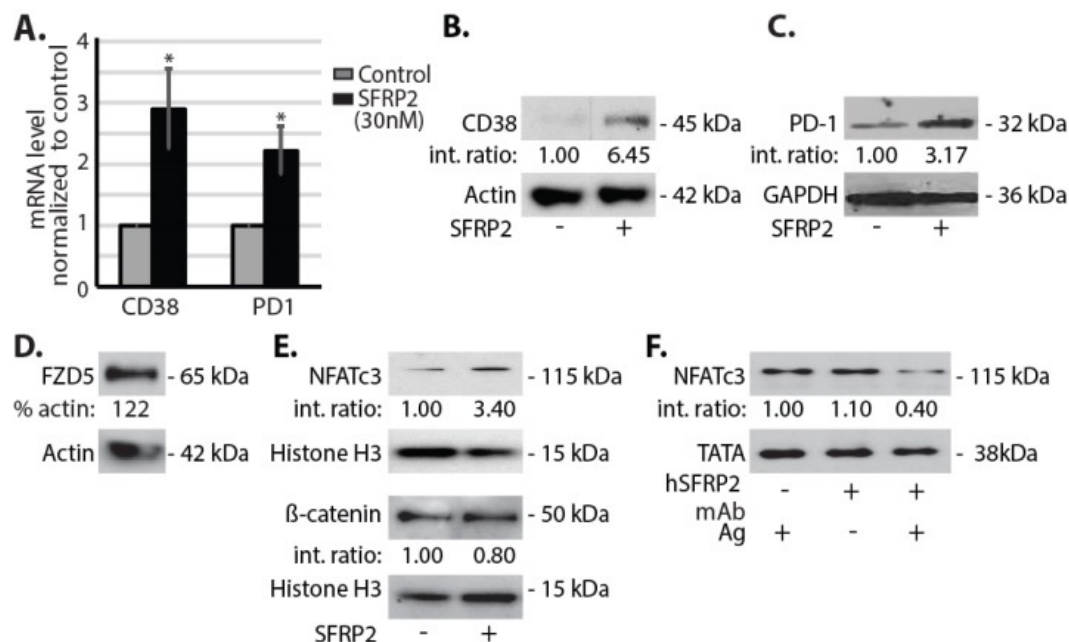 A.
mRNA level
normalized to control
4
3
2
1
0
*
*
CD38 PD1
Control
SFRP2
(30nM)
B.
CD38 - 45 kDa
int. ratio: 1.00 6.45
Actin - 42 kDa
SFRP2 - +
C.
PD-1 - 32 kDa
int. ratio: 1.00 3.17
GAPDH - 36 kDa
SFRP2 - +
D.
FZD5 - 65 kDa
% actin: 122
Actin - 42 kDa
E.
NFATc3 - 115 kDa
int. ratio: 1.00 3.40
Histone H3 - 15 kDa
ß-catenin - 50 kDa
int. ratio: 1.00 0.80
Histone H3 - 15 kDa
SFRP2 - +
F.
NFATc3 - 115 kDa
int. ratio: 1.00 1.10 0.40
TATA - 38kDa
hSFRP2 - + +
mAb
Ag + - +